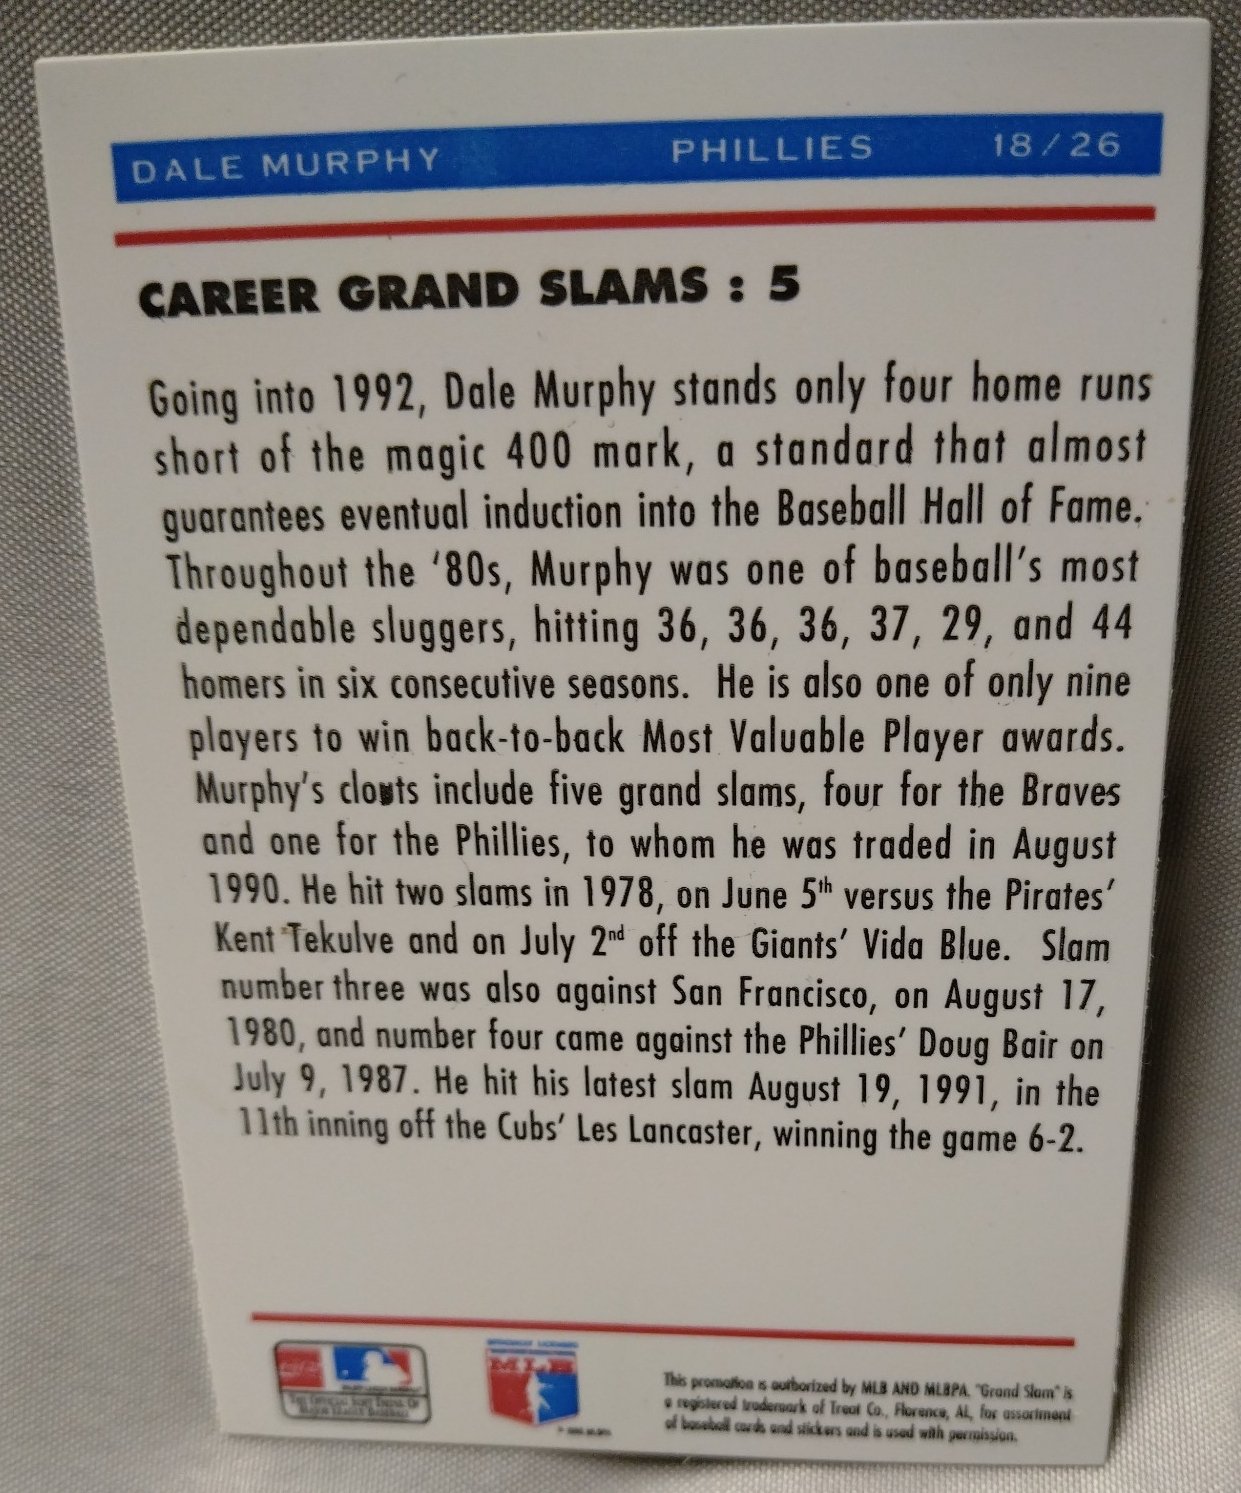 DALE MURPHY PHILLIES 18/26
CAREER GRAND SLAMS : 5
Going into 1992, Dale Murphy stands only four home runs
short of the magic 400 mark, a standard that almost
guarantees eventual induction into the Baseball Hall of Fame.
Throughout the '80s, Murphy was one of baseball's most
dependable sluggers, hitting 36, 36, 36, 37, 29, and 44
homers in six consecutive seasons. He is also one of only nine
players to win back-to-back Most Valuable Player awards.
Murphy's clouts include five grand slams, four for the Braves
and one for the Phillies, to whom he was traded in August
1990. He hit two slams in 1978, on June 5th versus the Pirates'
Kent Tekulve and on July 2nd off the Giants' Vida Blue. Slam
number three was also against San Francisco, on August 17,
1980, and number four came against the Phillies' Doug Bair on
July 9, 1987. He hit his latest slam August 19, 1991, in the
11th inning off the Cubs' Les Lancaster, winning the game 6-2.
MLB
This promotion is authorized by MLB AND MLBPA. "Grand Slam" is
a registered trademark of Treat Co., Florence, AL, for assortment
of baseball cards and stickers and is used with permission.